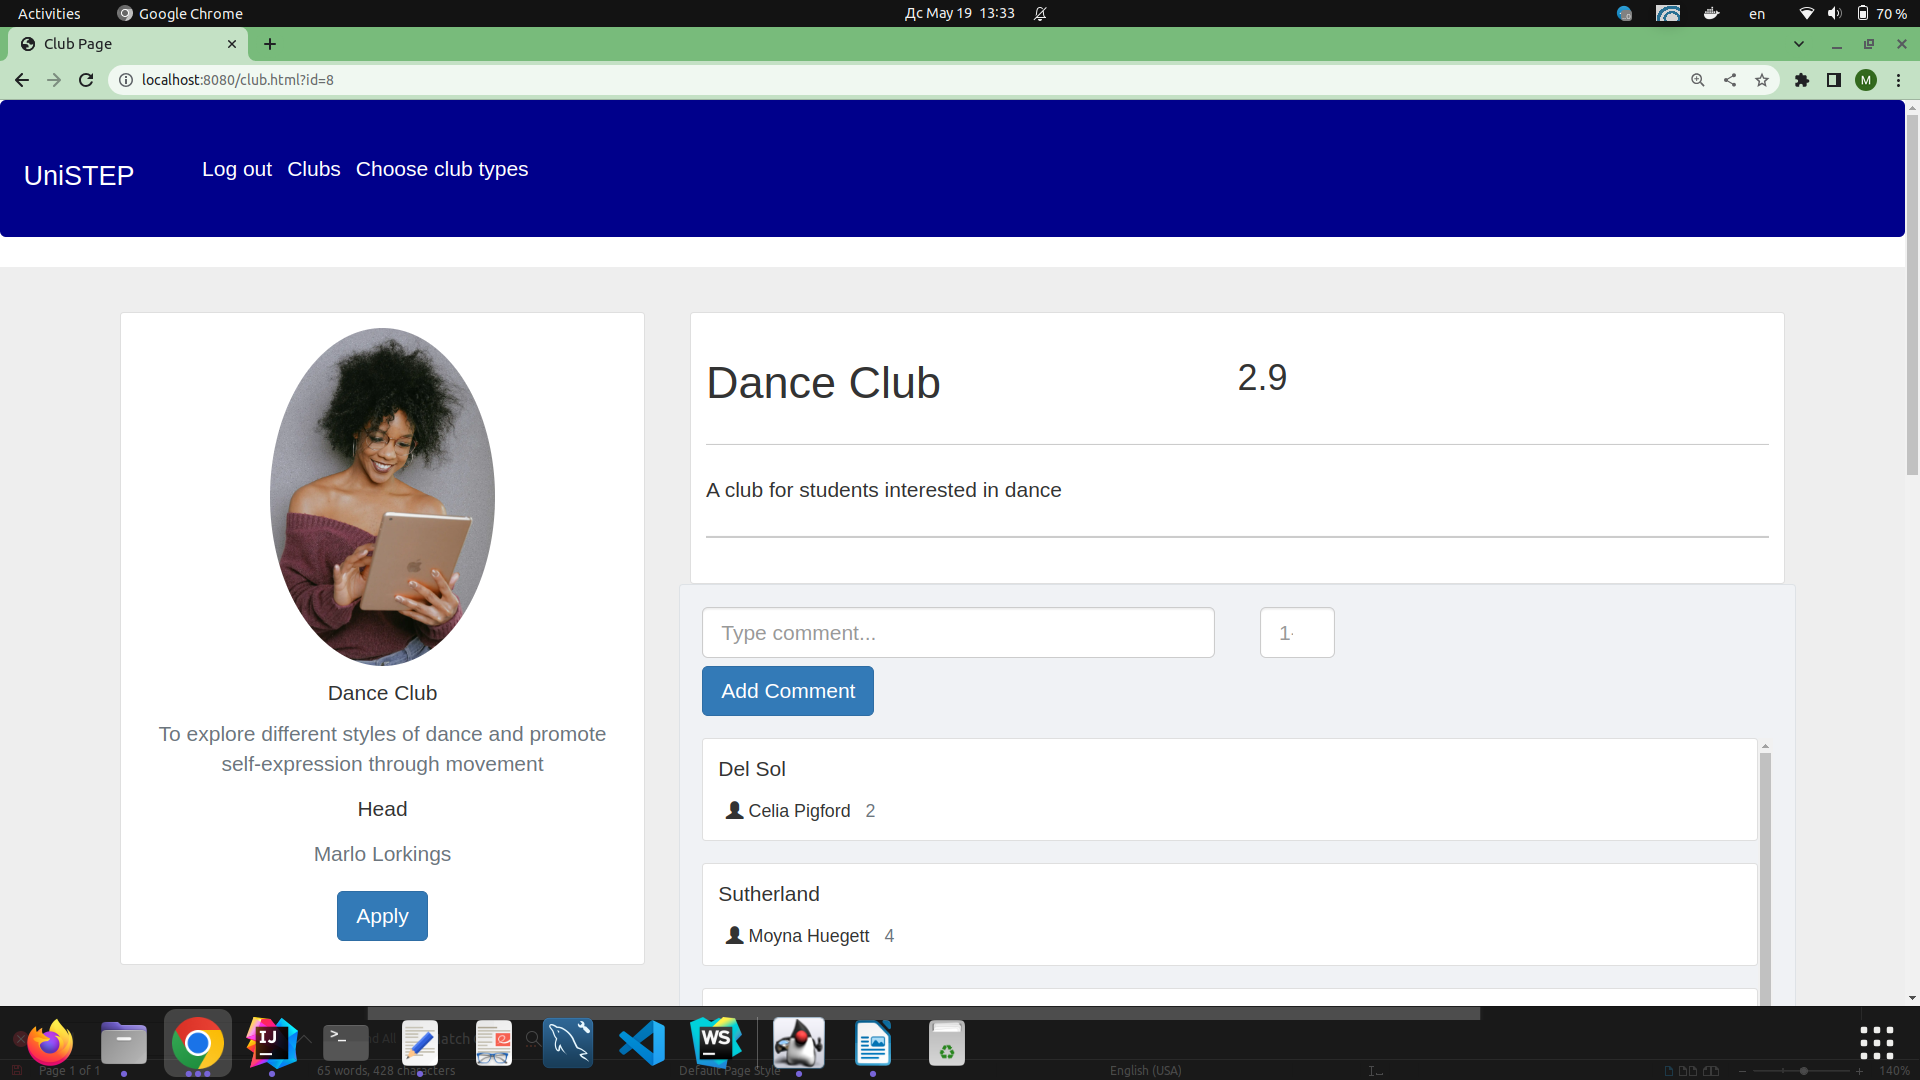 Activities
Google Chrome
Дс May 19 13:33
en
70 %
Club Page
localhost:8080/club.html?id=8
M
UniSTEP
Log out
Clubs
Choose club types
Dance Club
To explore different styles of dance and promote
self-expression through movement
Head
Marlo Lorkings
Apply
Dance Club
2.9
A club for students interested in dance
Type comment...
Add Comment
Del Sol
Celia Pigford 2
Sutherland
Moyna Huegett 4
IJ
>_
WS
Page 1 of 1
65 words, 428 characters
Default Page Style
English (USA)
140%